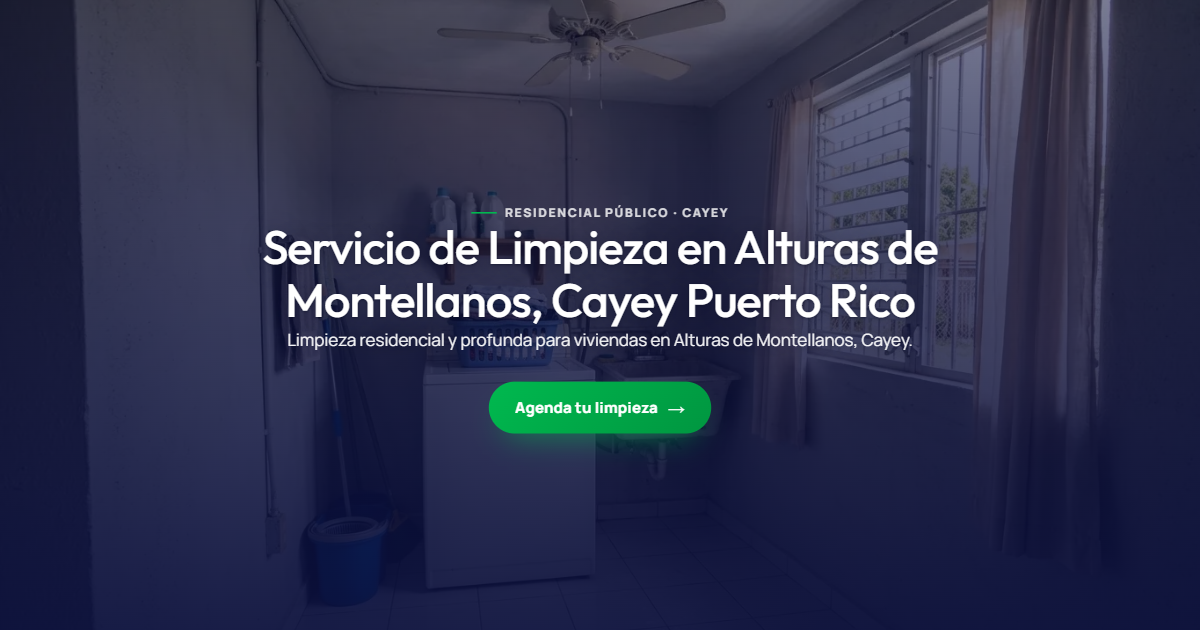 RESIDENCIAL PÚBLICO · CAYEY
Servicio de Limpieza en Alturas de
Montellanos, Cayey Puerto Rico
Limpieza residencial y profunda para viviendas en Alturas de Montellanos, Cayey.
Agenda tu limpieza →